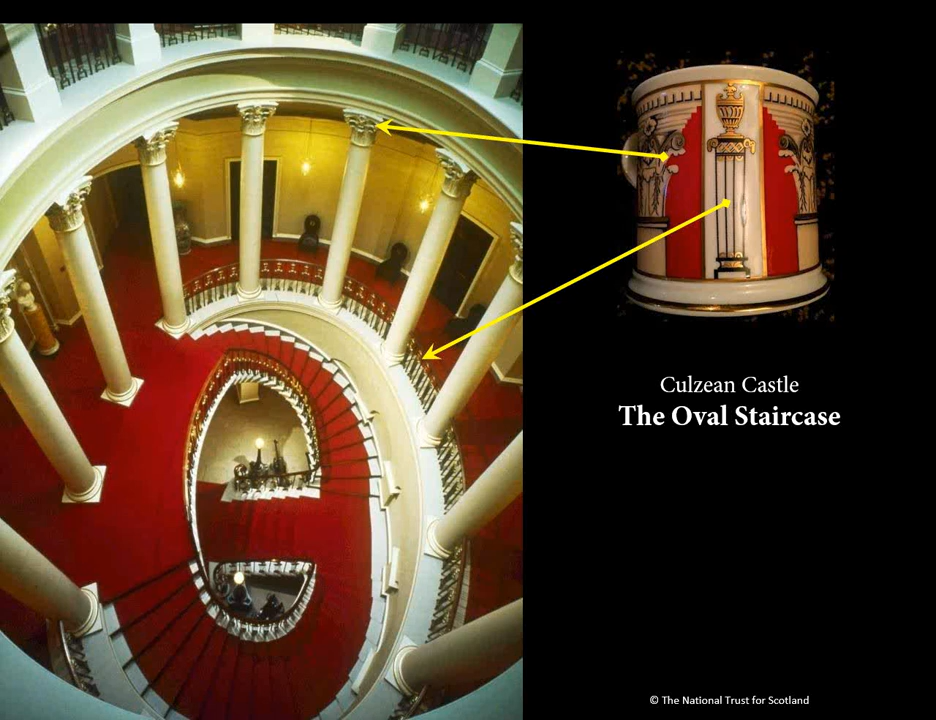 Culzean Castle
The Oval Staircase
© The National Trust for Scotland